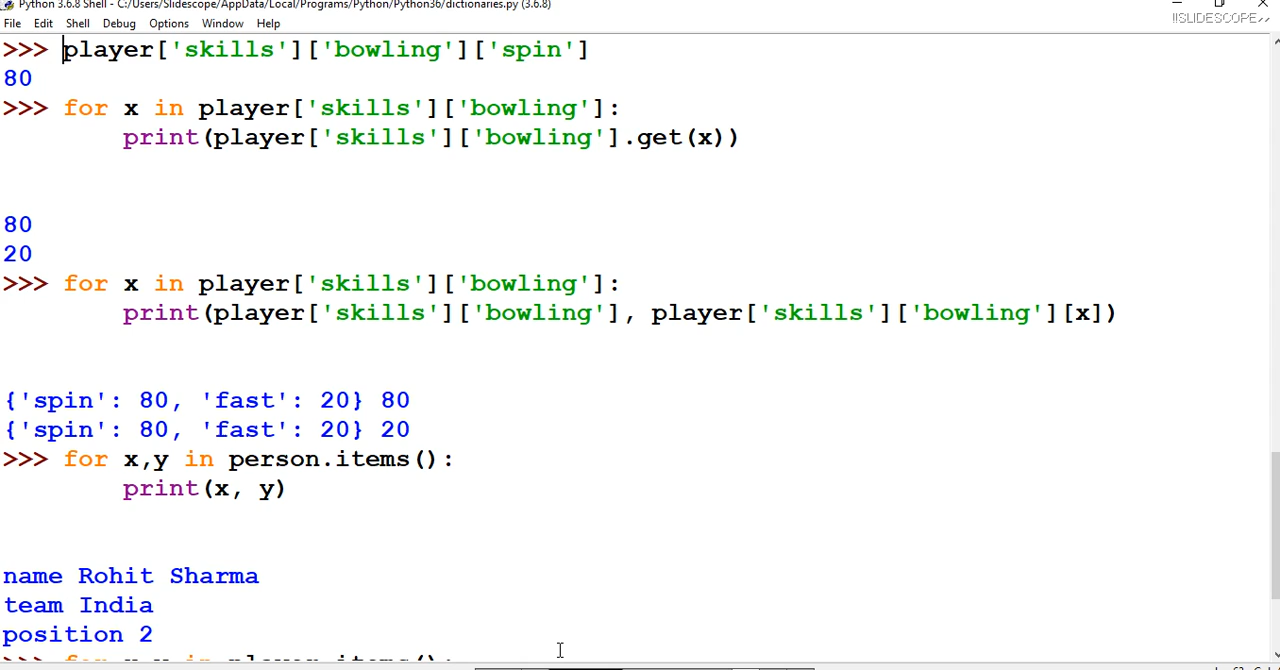 Python 3.6.8 Shell - C:/Users/Slidescope/AppData/Local/Programs/Python/Python36/dictionaries.py (3.6.8)
File Edit Shell Debug Options Window Help
!!SLIDESCOPE
>>> player['skills']['bowling']['spin']
80
>>> for x in player['skills']['bowling']:
print(player['skills']['bowling'].get(x))
80
20
>>> for x in player['skills']['bowling']:
print(player['skills']['bowling'], player['skills']['bowling'][x])
{'spin': 80, 'fast': 20} 80
{'spin': 80, 'fast': 20} 20
>>> for x,y in person.items():
print(x, y)
name Rohit Sharma
team India
position 2
>>> for x,y in player.items():